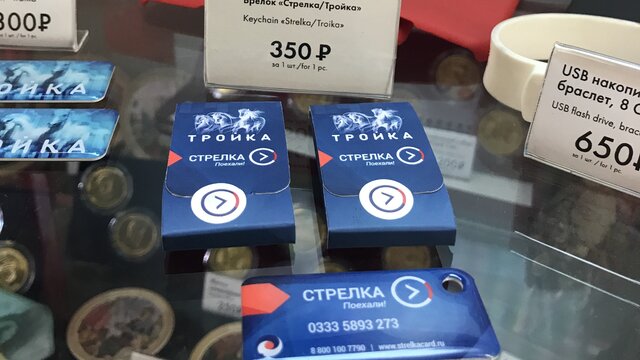 300₽
Брелок «Стрелка/Тройка»
Keychain «Strelka/Troika»
350 ₽
за 1 шт./for 1 pc.
USB накопи
браслет, 8 G
USB flash drive, brac
650₽
за 1 шт./for 1 pc.
ТРОЙКА
ТРОЙКА
ТРОЙКА
СТРЕЛКА
Поехали!
ТРОЙКА
СТРЕЛКА
Поехали!
СТРЕЛКА
Поехали!
0333 5893 273
8 800 100 7790 | www.strelkacard.ru